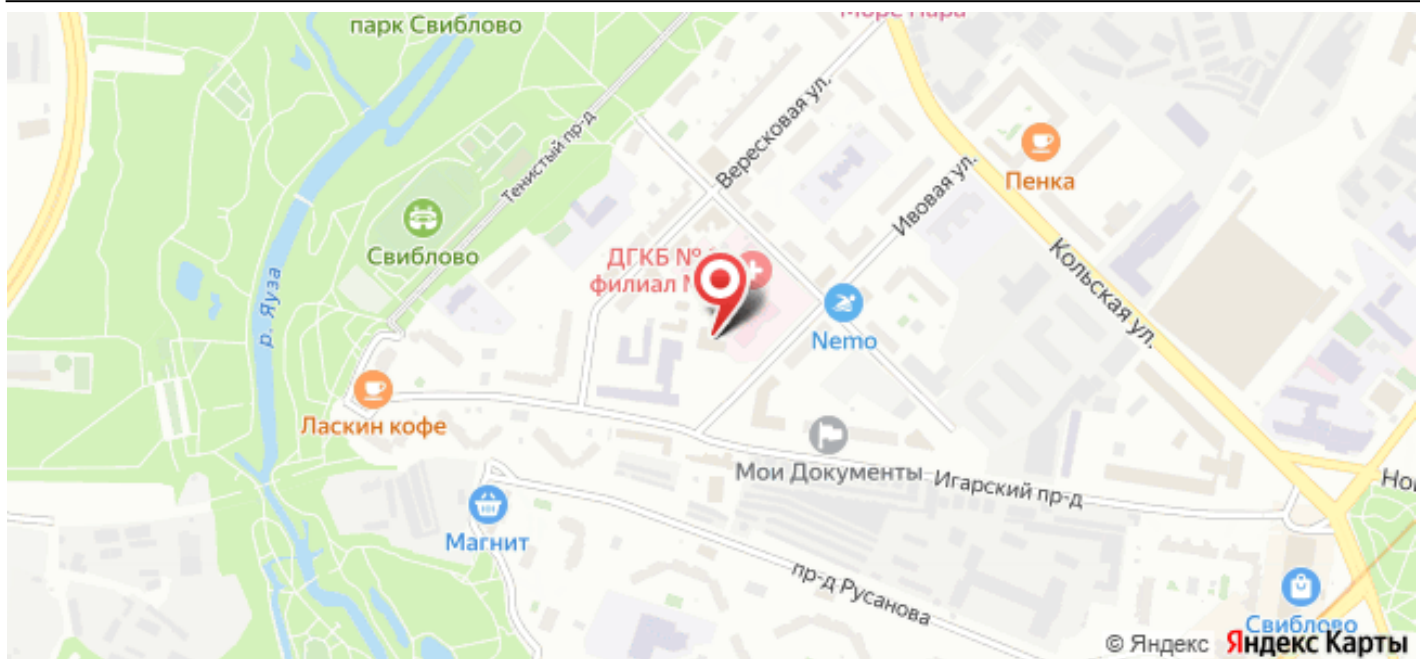 Море Пара
парк Свиблово
Вересковая ул.
Тенистый пр-д
Пенка
Ивовая ул.
Свиблово
ДГКБ №
филиал
Кольская ул.
р. Яуза
Nemo
Ласкин кофе
Мои Документы
Игарский пр-д
Магнит
пр-д Русанова
Свиблово
© Яндекс Яндекс Карты